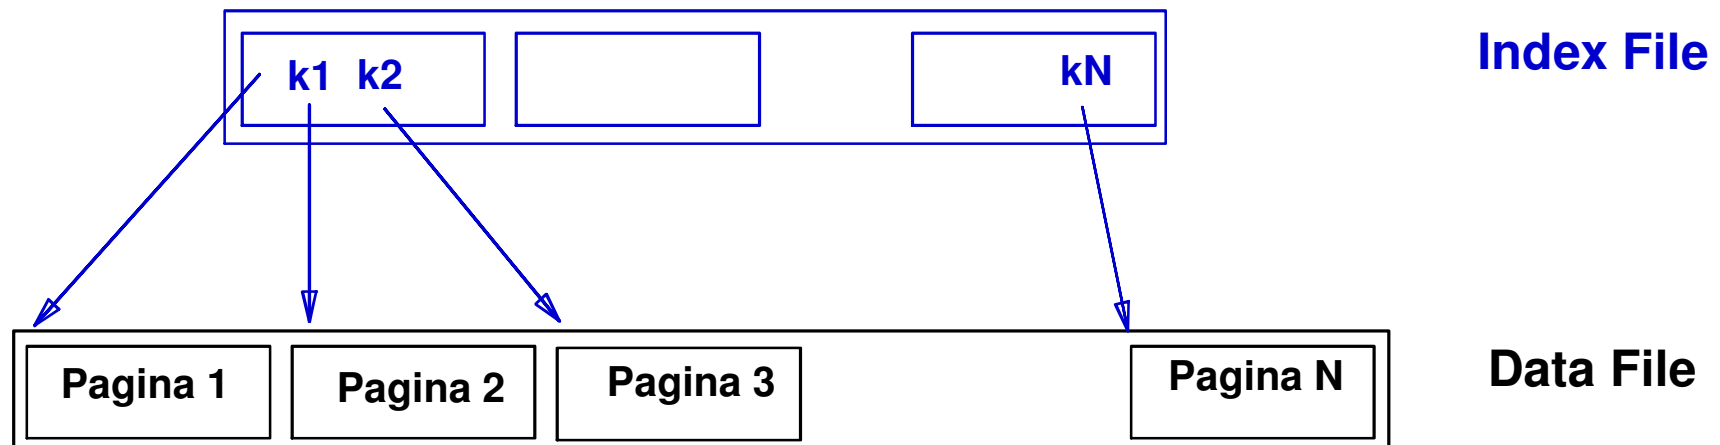 k1 k2
kN
Index File
Pagina 1
Pagina 2
Pagina 3
Pagina N
Data File